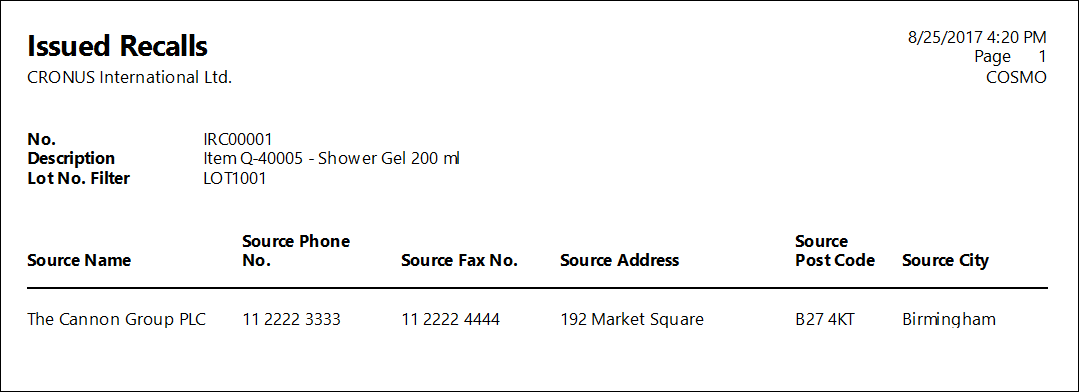 Issued Recalls
CRONUS International Ltd.
8/25/2017 4:20 PM
Page 1
COSMO
No. IRC00001
Description Item Q-40005 - Shower Gel 200 ml
Lot No. Filter LOT1001
Source Name Source Phone No. Source Fax No. Source Address Source Post Code Source City
The Cannon Group PLC 11 2222 3333 11 2222 4444 192 Market Square B27 4KT Birmingham